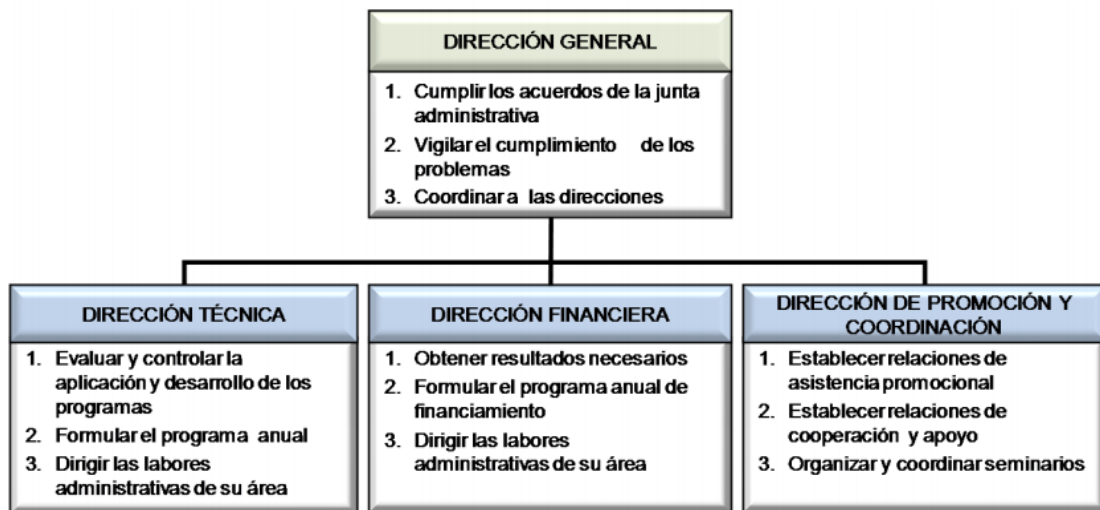 DIRECCIÓN GENERAL
1. Cumplir los acuerdos de la junta
administrativa
2. Vigilar el cumplimiento de los
problemas
3. Coordinar a las direcciones
DIRECCIÓN TÉCNICA
1. Evaluar y controlar la
aplicación y desarrollo de los
programas
2. Formular el programa anual
3. Dirigir las labores
administrativas de su área
DIRECCIÓN FINANCIERA
1. Obtener resultados necesarios
2. Formular el programa anual de
financiamiento
3. Dirigir las labores
administrativas de su área
DIRECCIÓN DE PROMOCIÓN Y
COORDINACIÓN
1. Establecer relaciones de
asistencia promocional
2. Establecer relaciones de
cooperación y apoyo
3. Organizar y coordinar seminarios